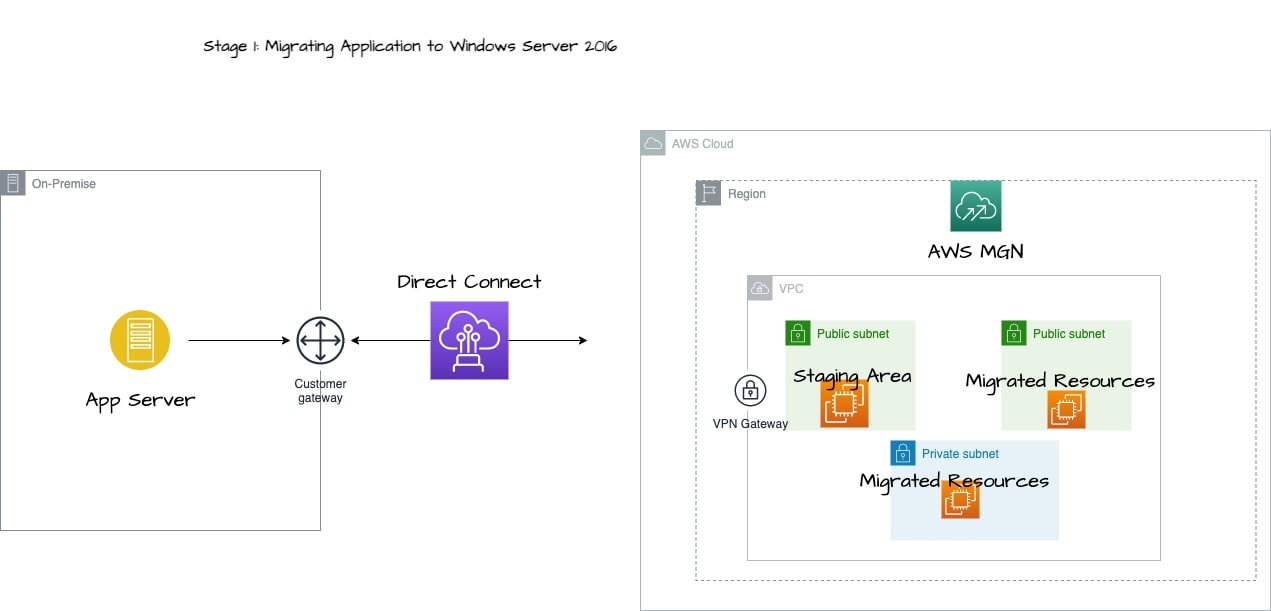 Stage 1: Migrating Application to Windows Server 2016
AWS Cloud
On-Premise
Region
AWS MGN
Direct Connect
VPC
Public subnet
Public subnet
Staging Area
Migrated Resources
Customer
gateway
App Server
VPN Gateway
Private subnet
Migrated Resources